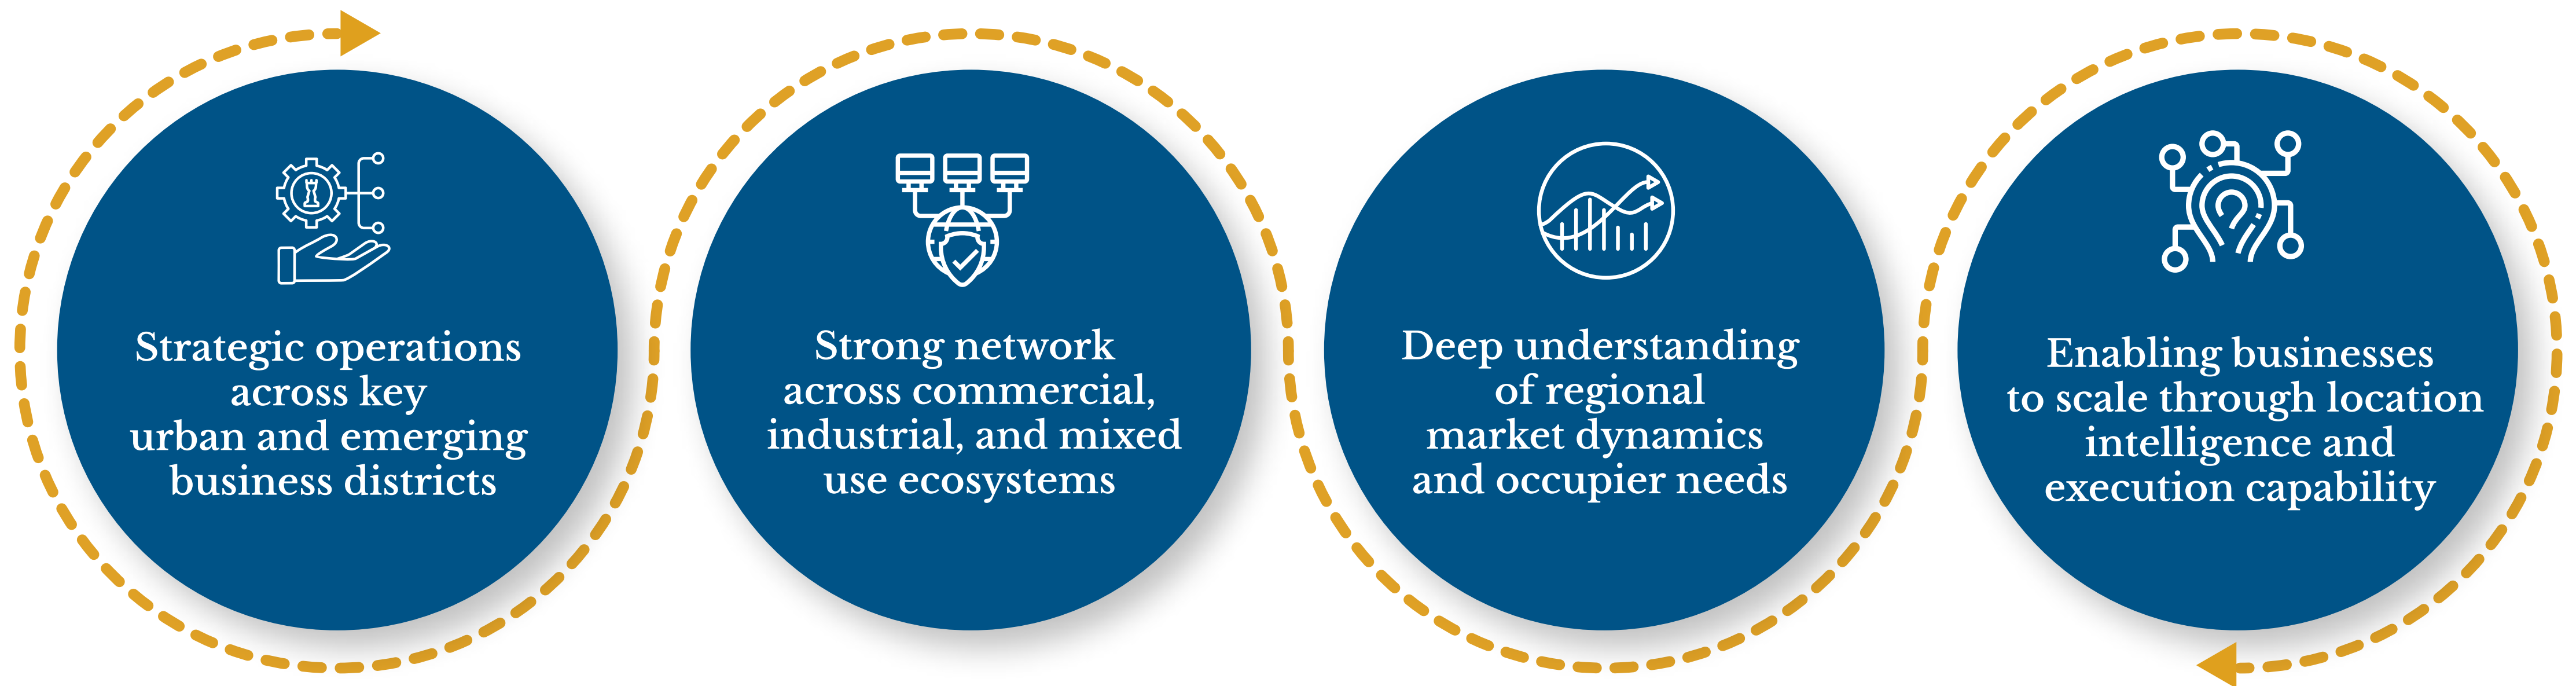 Strategic operations
across key
urban and emerging
business districts
Strong network
across commercial,
industrial, and mixed
use ecosystems
Deep understanding
of regional
market dynamics
and occupier needs
Enabling businesses
to scale through location
intelligence and
execution capability